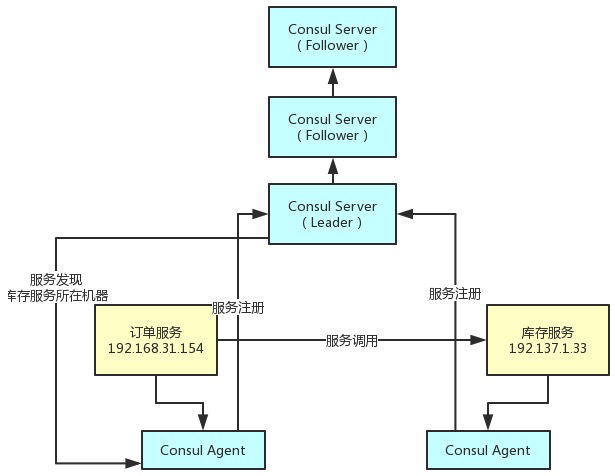 Consul Server
( Follower )
Consul Server
( Follower )
Consul Server
( Leader )
服务发现
库存服务所在机器
服务注册
服务注册
订单服务
192.168.31.154
服务调用
库存服务
192.137.1.33
Consul Agent
Consul Agent